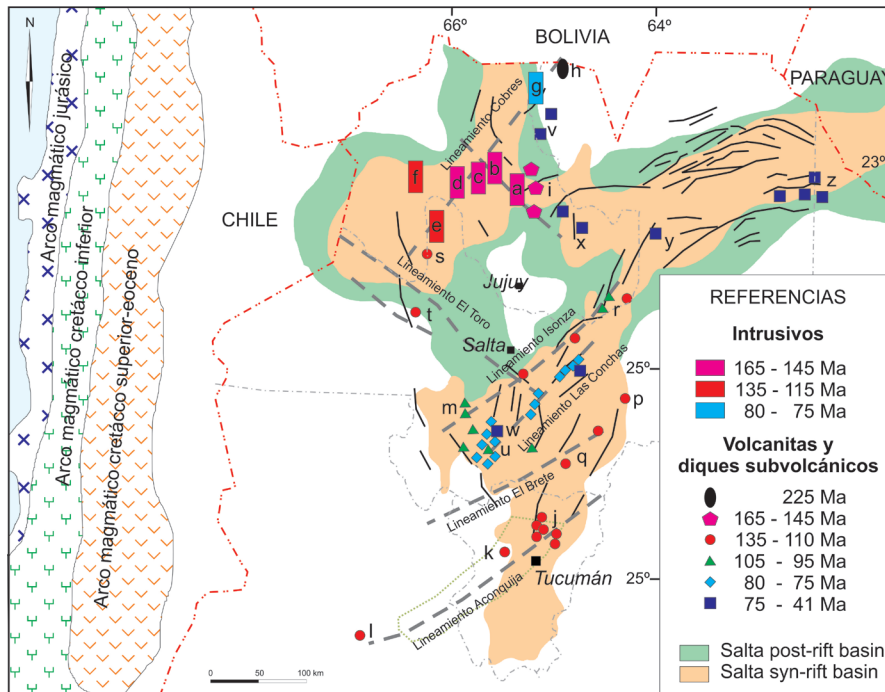 66º
64º
N
BOLIVIA
PARAGUAY
CHILE
23º
h
g
v
Lineamiento Cobres
f
d
c
b
a
i
z
e
s
x
y
Arco magmático jurásico
Arco magmático cretácco inferior
Arco magmático cretácco superior-eoceno
Lineamiento El Toro
Jujuy
t
r
Salta
Lineamiento Isonza
25º
Lineamiento Las Conchas
m
p
w
u
q
Lineamiento El Brete
j
k
Tucumán
25º
Lineamiento Aconquija
l
0
50
100 km
REFERENCIAS
Intrusivos
165 - 145 Ma
135 - 115 Ma
80 - 75 Ma
Volcanitas y
diques subvolcánicos
225 Ma
165 - 145 Ma
135 - 110 Ma
105 - 95 Ma
80 - 75 Ma
75 - 41 Ma
Salta post-rift basin
Salta syn-rift basin